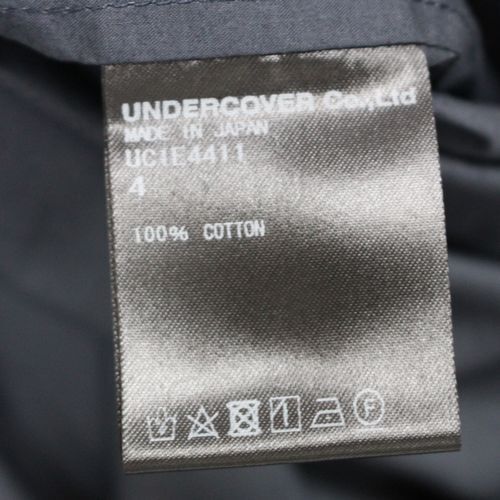 UNDERCOVER Co.,Ltd
MADE IN JAPAN
UC1E4411
4
100% COTTON
F